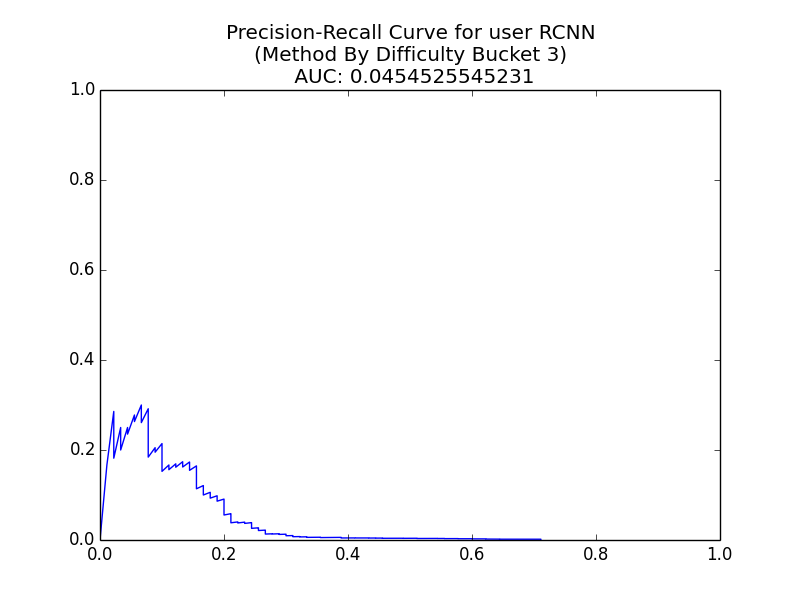 Precision-Recall Curve for user RCNN
(Method By Difficulty Bucket 3)
AUC: 0.0454525545231
1.0
0.8
0.6
0.4
0.2
0.0
0.0 0.2 0.4 0.6 0.8 1.0